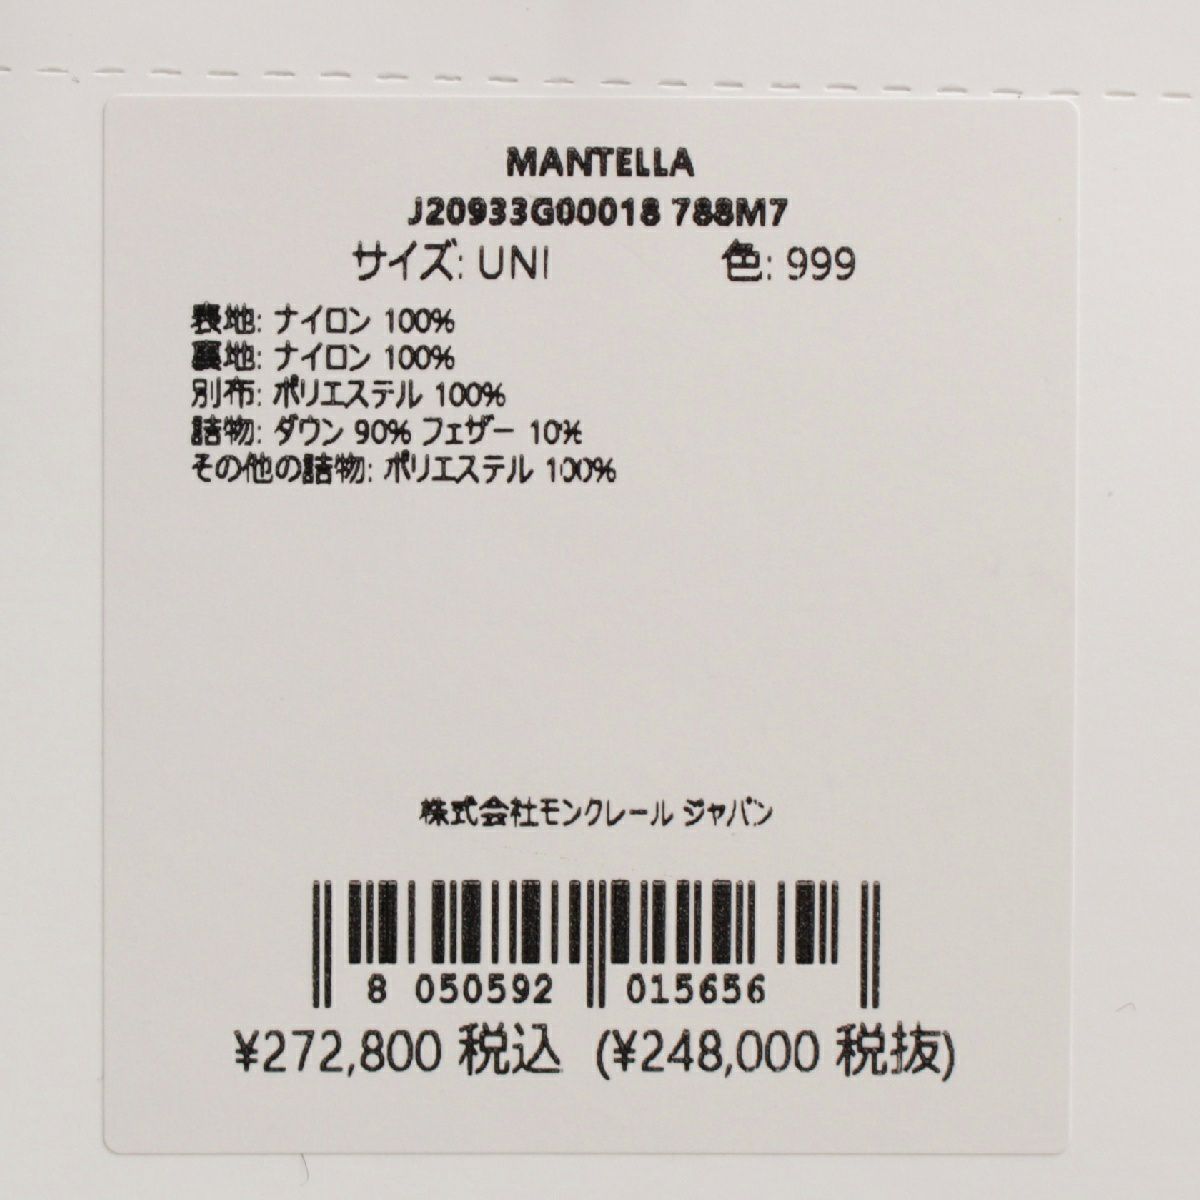 MANTELLA
J20933G00018 788M7
サイズ: UNI 色: 999
表地: ナイロン 100%
裏地: ナイロン 100%
別布: ポリエステル 100%
詰物: ダウン 90% フェザー 10%
その他の詰物: ポリエステル 100%
株式会社モンクレール ジャパン
8 050592 015656
¥272,800 税込 (¥248,000 税抜)